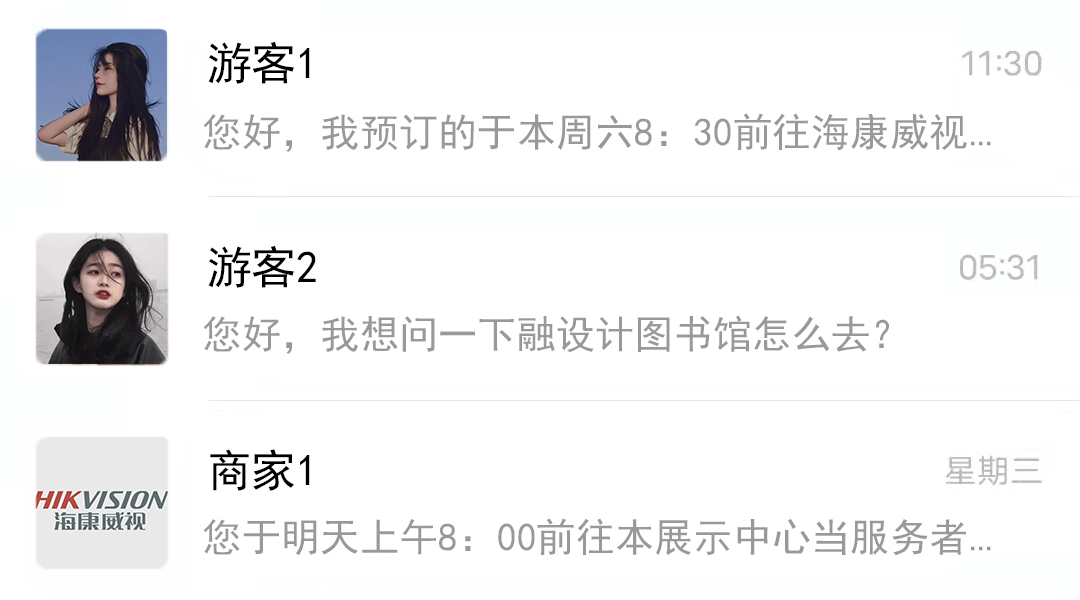 游客1
11:30
您好，我预订的于本周六8：30前往海康威视...
游客2
05:31
您好，我想问一下融设计图书馆怎么去？
HIKVISION
海康威视
商家1
星期三
您于明天上午8：00前往本展示中心当服务者...